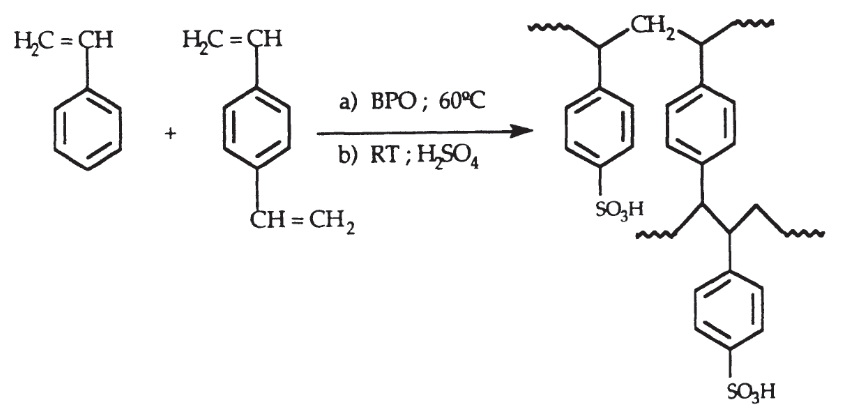 H₂C=CH
+
H₂C=CH
CH=CH₂
a) BPO; 60ºC
b) RT; H₂SO₄
CH₂
SO₃H
SO₃H